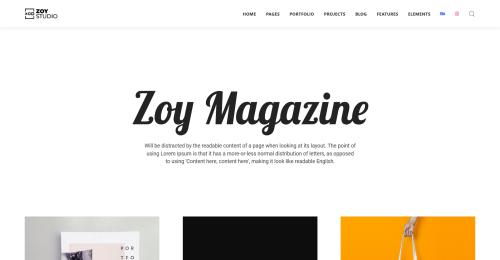 ZOY
STUDIO
HOME PAGES PORTFOLIO PROJECTS BLOG FEATURES ELEMENTS
Zoy Magazine
Will be distracted by the readable content of a page when looking at its layout. The point of
using Lorem Ipsum is that it has a more-or-less normal distribution of letters, as opposed
to using 'Content here, content here', making it look like readable English.
P O R
T E O